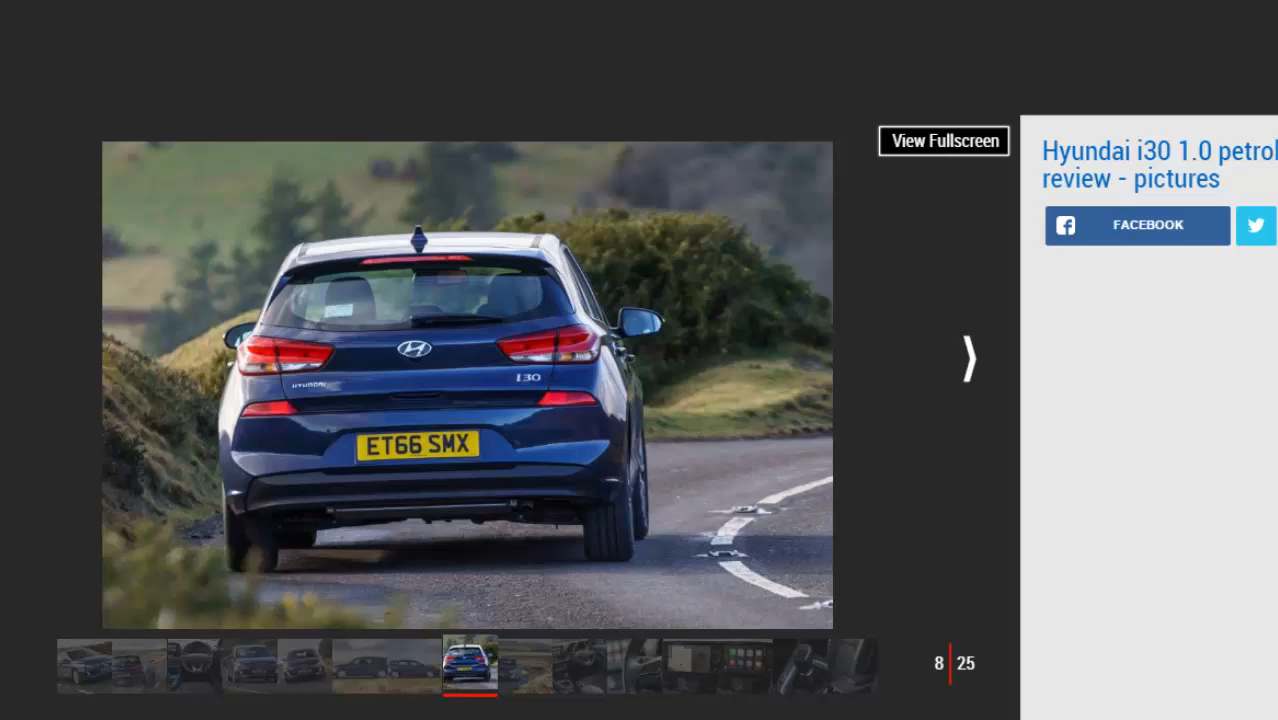 View Fullscreen
Hyundai i30 1.0 petrol
review - pictures
FACEBOOK
HYUNDAI
i30
ET66 SMX
8 25